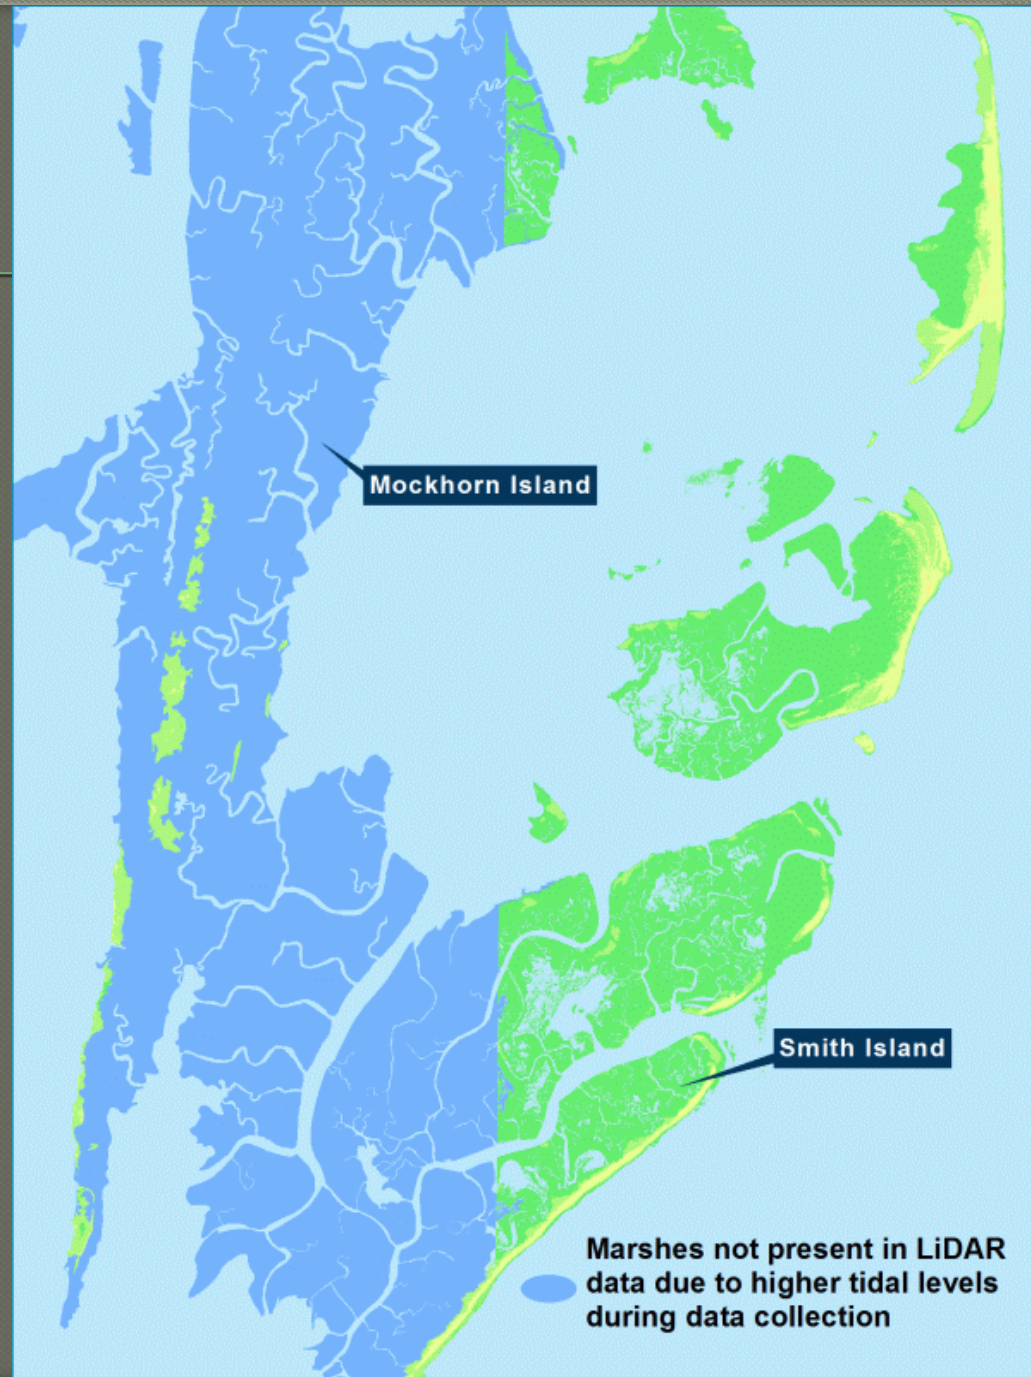 Mockhorn Island
Smith Island
Marshes not present in LiDAR
data due to higher tidal levels
during data collection